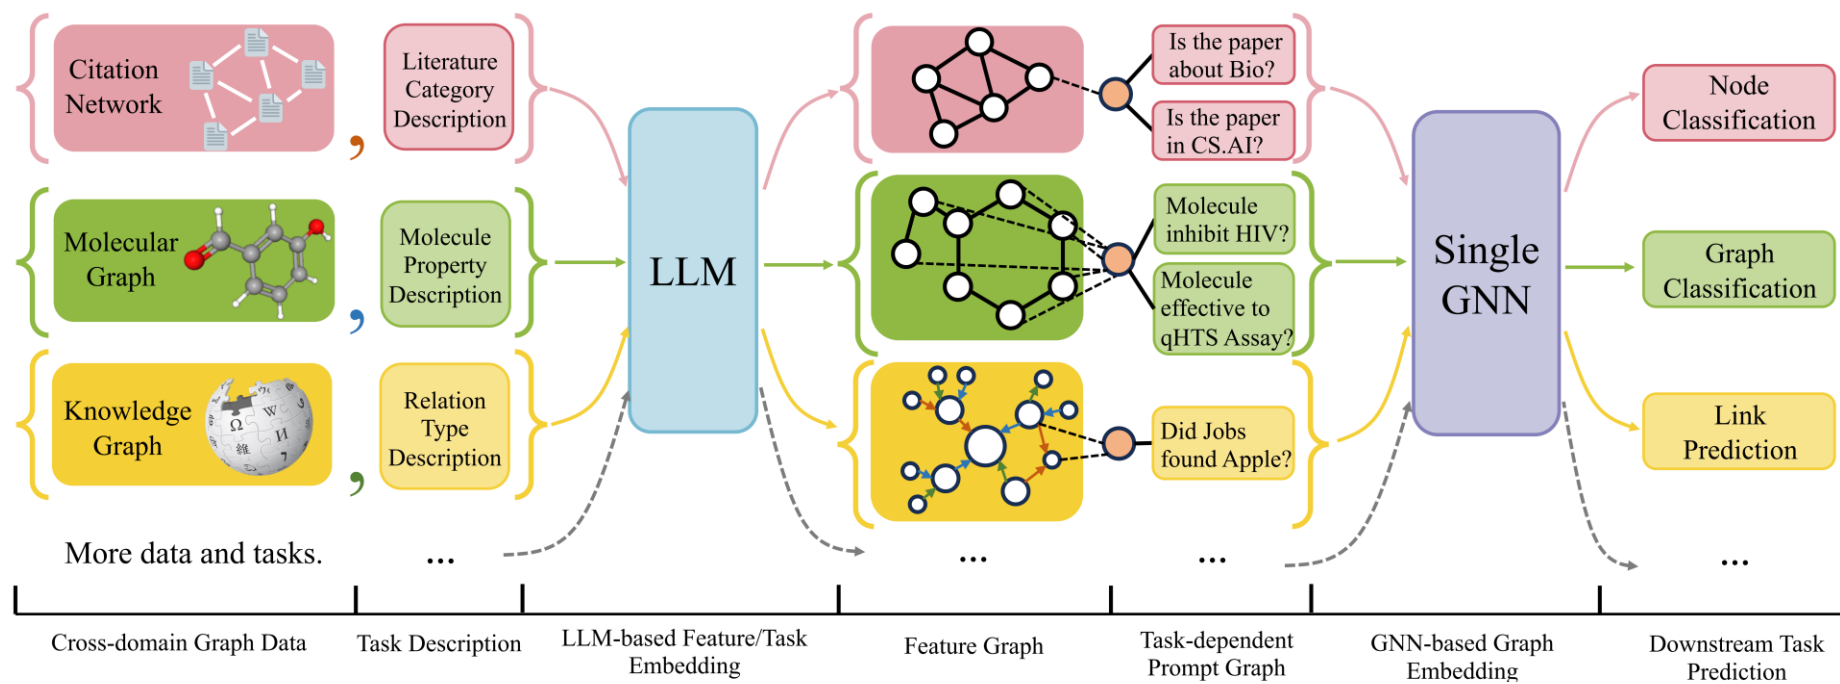 Citation
Network
,
Literature
Category
Description
Is the paper
about Bio?
Is the paper
in CS.AI?
Node
Classification
Molecular
Graph
,
Molecule
Property
Description
LLM
Molecule
inhibit HIV?
Molecule
effective to
qHTS Assay?
Single
GNN
Graph
Classification
Knowledge
Graph
Ω
W
И
維
,
Relation
Type
Description
Did Jobs
found Apple?
Link
Prediction
More data and tasks.
...
...
...
...
Cross-domain Graph Data
Task Description
LLM-based Feature/Task
Embedding
Feature Graph
Task-dependent
Prompt Graph
GNN-based Graph
Embedding
Downstream Task
Prediction